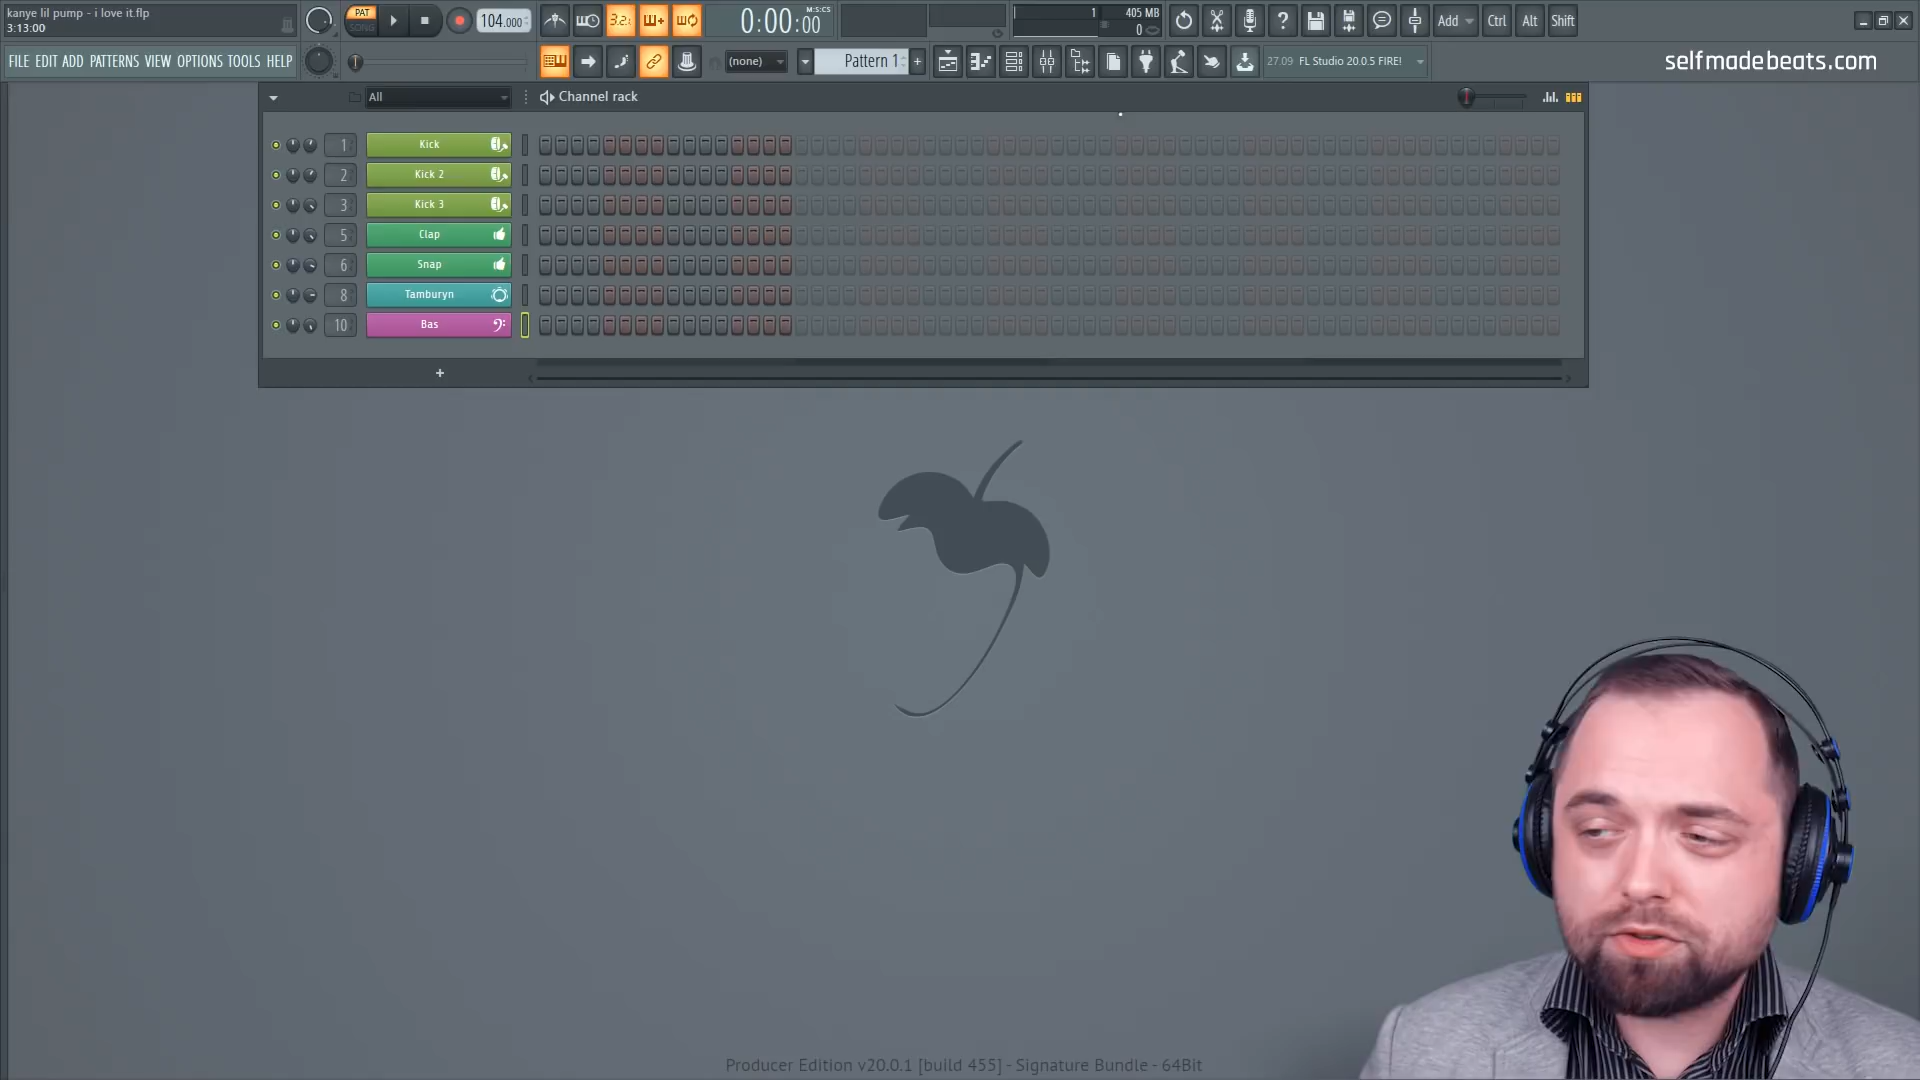 kanye lil pump - i love it.flp
3:13:00
PAT
SONG
104.000
3.2.
M:S:CS
0:00:00
1
405 MB
0
Add
Ctrl
Alt
Shift
FILE EDIT ADD PATTERNS VIEW OPTIONS TOOLS HELP
(none)
Pattern 1
+
27.09 FL Studio 20.0.5 FIRE!
selfmadebeats.com
All
Channel rack
1 Kick
2 Kick 2
3 Kick 3
5 Clap
6 Snap
8 Tamburyn
10 Bas
+
Producer Edition v20.0.1 [build 455] - Signature Bundle - 64Bit